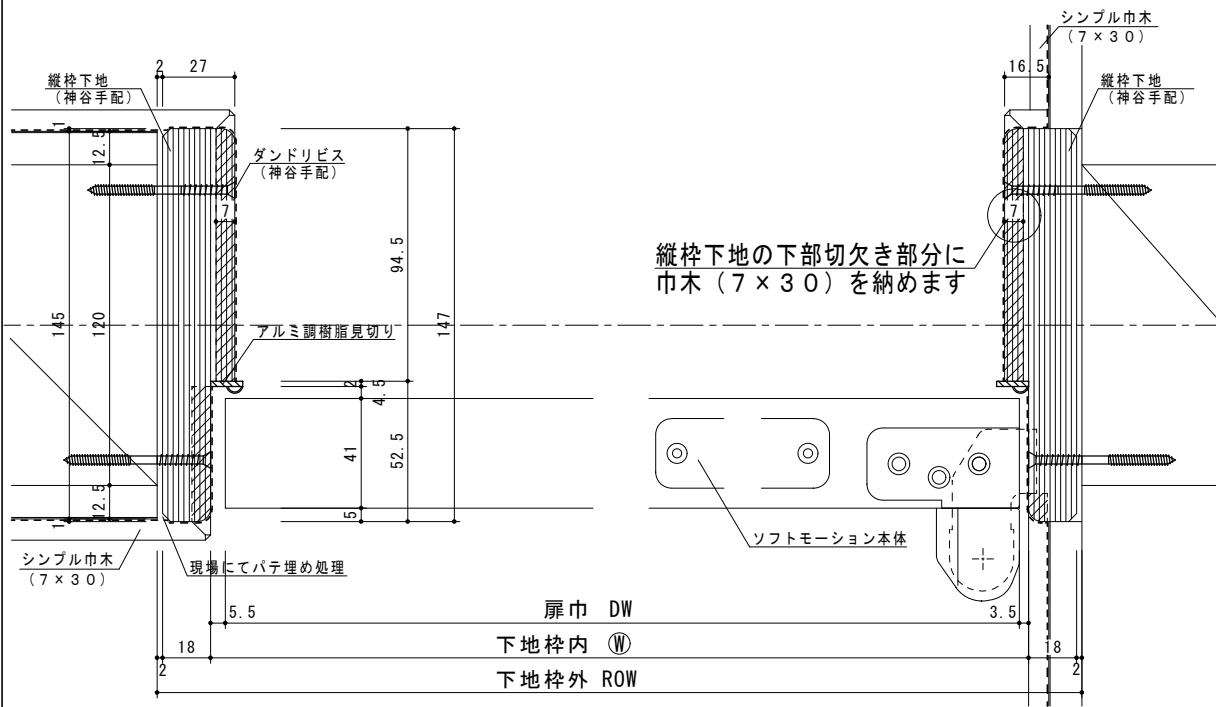 シンプル巾木
(7×30)
2 27
16.5
縦枠下地
(神谷手配)
縦枠下地
(神谷手配)
1
12.5
ダンドリビス
(神谷手配)
7
7
94.5
縦枠下地の下部切欠き部分に
巾木（7×30）を納めます
145
120
アルミ調樹脂見切り
147
2
4.5
41
52.5
12.5
1
5
シンプル巾木
(7×30)
現場にてパテ埋め処理
ソフトモーション本体
5.5
扉巾 DW
3.5
18
下地枠内 Ⓦ
18
2
2
下地枠外 ROW